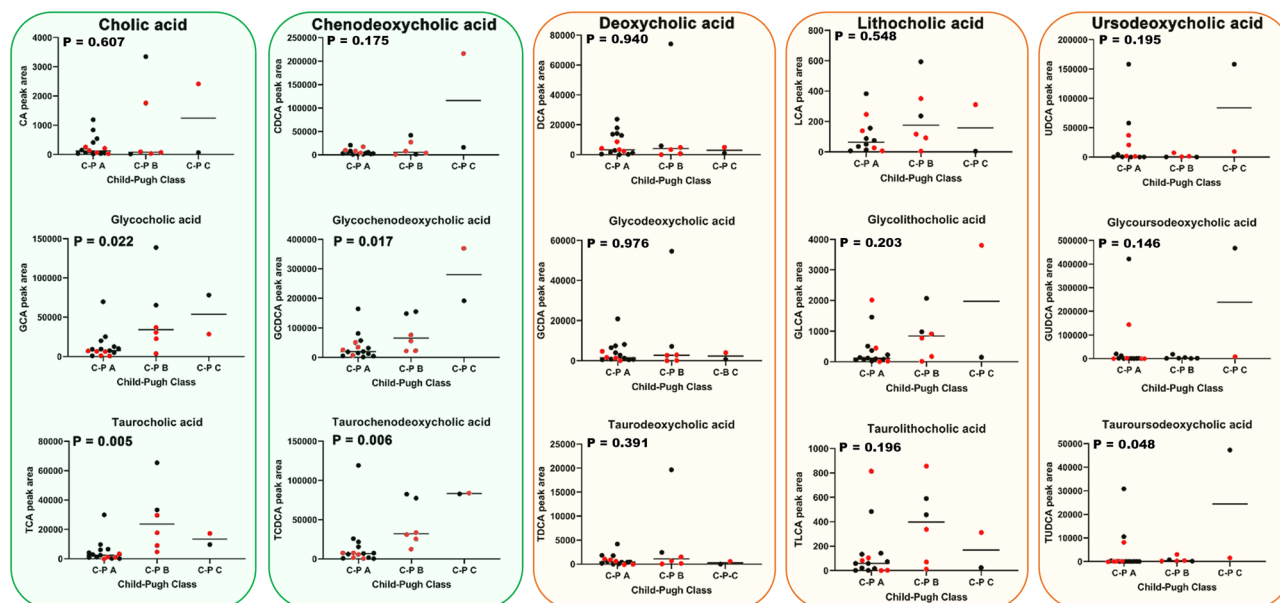 Cholic acid
P = 0.607
CA peak area
4000
3000
2000
1000
0
C-P A
C-P B
C-P C
Child-Pugh Class
Glycocholic acid
P = 0.022
GCA peak area
150000
100000
50000
0
C-P A
C-P B
C-P C
Child-Pugh Class
Taurocholic acid
P = 0.005
TCA peak area
80000
60000
40000
20000
0
C-P A
C-P B
C-P C
Child-Pugh Class
Chenodeoxycholic acid
P = 0.175
CDCA peak area
250000
200000
150000
100000
50000
0
C-P A
C-P B
C-P C
Child-Pugh Class
Glycochenodeoxycholic acid
P = 0.017
GCDCA peak area
400000
300000
200000
100000
0
C-P A
C-P B
C-P C
Child-Pugh Class
Taurochenodeoxycholic acid
P = 0.006
TCDCA peak area
150000
100000
50000
0
C-P A
C-P B
C-P C
Child-Pugh Class
Deoxycholic acid
P = 0.940
DCA peak area
80000
60000
40000
20000
0
C-P A
C-P B
C-P C
Child-Pugh Class
Glycodeoxycholic acid
P = 0.976
GCDA peak area
60000
40000
20000
0
C-P A
C-P B
C-B C
Child-Pugh Class
Taurodeoxycholic acid
P = 0.391
TDCA peak area
25000
20000
15000
10000
5000
0
C-P A
C-P B
C-P-C
Child-Pugh Class
Lithocholic acid
P = 0.548
LCA peak area
800
600
400
200
0
C-P A
C-P B
C-P C
Child-Pugh Class
Glycolithocholic acid
P = 0.203
GLCA peak area
4000
3000
2000
1000
0
C-P A
C-P B
C-P C
Child-Pugh Class
Taurolithocholic acid
P = 0.196
TLCA peak area
1000
800
600
400
200
0
C-P A
C-P B
C-P C
Child-Pugh Class
Ursodeoxycholic acid
P = 0.195
UDCA peak area
200000
150000
100000
50000
0
C-P A
C-P B
C-P C
Child-Pugh Class
Glycoursodeoxycholic acid
P = 0.146
GUDCA peak area
500000
400000
300000
200000
100000
0
C-P A
C-P B
C-P C
Child-Pugh Class
Tauroursodeoxycholic acid
P = 0.048
TUDCA peak area
50000
40000
30000
20000
10000
0
C-P A
C-P B
C-P C
Child-Pugh Class